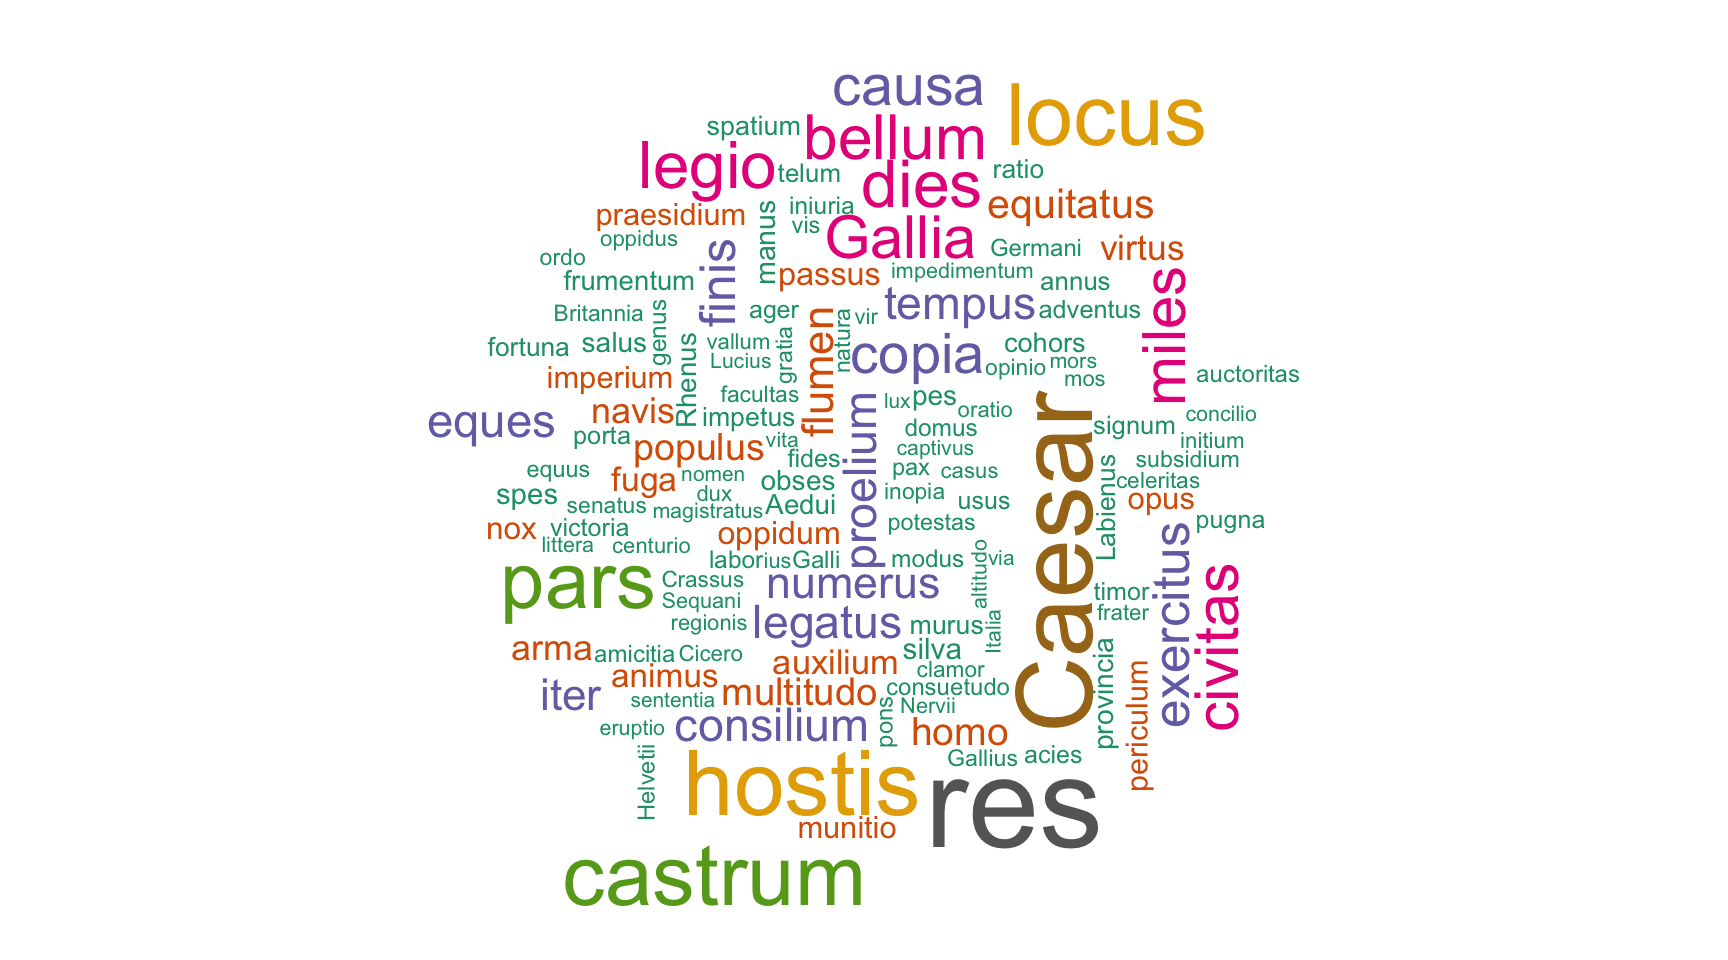 causa
locus
spatium
bellum
legio
telum
dies
ratio
praesidium
manus
iniuria
vis
equitatus
oppidus
Gallia
Germani
virtus
ordo
finis
passus
impedimentum
miles
frumentum
annus
Britannia
genus
ager
flumen
natura
vir
tempus
adventus
fortuna
salus
Rhenus
vallum
Lucius
gratia
copia
cohors
opinio
mors
mos
auctoritas
imperium
facultas
eques
navis
impetus
proelium
lux
pes
oratio
Caesar
signum
concilio
porta
populus
vita
domus
captivus
initium
equus
fuga
nomen
fides
obses
pax
casus
Labienus
subsidium
celeritas
spes
senatus
dux
magistratus
Aedui
inopia
usus
opus
nox
victoria
oppidum
potestas
exercitus
pugna
littera
centurio
labor
ius
Galli
modus
altitudo
via
pars
Crassus
numerus
civitas
Sequani
timor
frater
regionis
legatus
murus
Italia
arma
amicitia
Cicero
auxilium
silva
provincia
animus
clamor
periculum
iter
sententia
multitudo
consuetudo
Nervii
eruptio
consilium
pons
homo
Helvetii
hostis
Gallius
acies
res
munitio
castrum